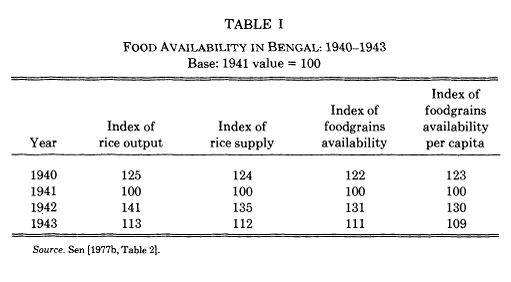 TABLE I
FOOD AVAILABILITY IN BENGAL: 1940–1943
Base: 1941 value = 100
Year Index of rice output Index of rice supply Index of foodgrains availability Index of foodgrains availability per capita
1940 125 124 122 123
1941 100 100 100 100
1942 141 135 131 130
1943 113 112 111 109
Source. Sen [1977b, Table 2].